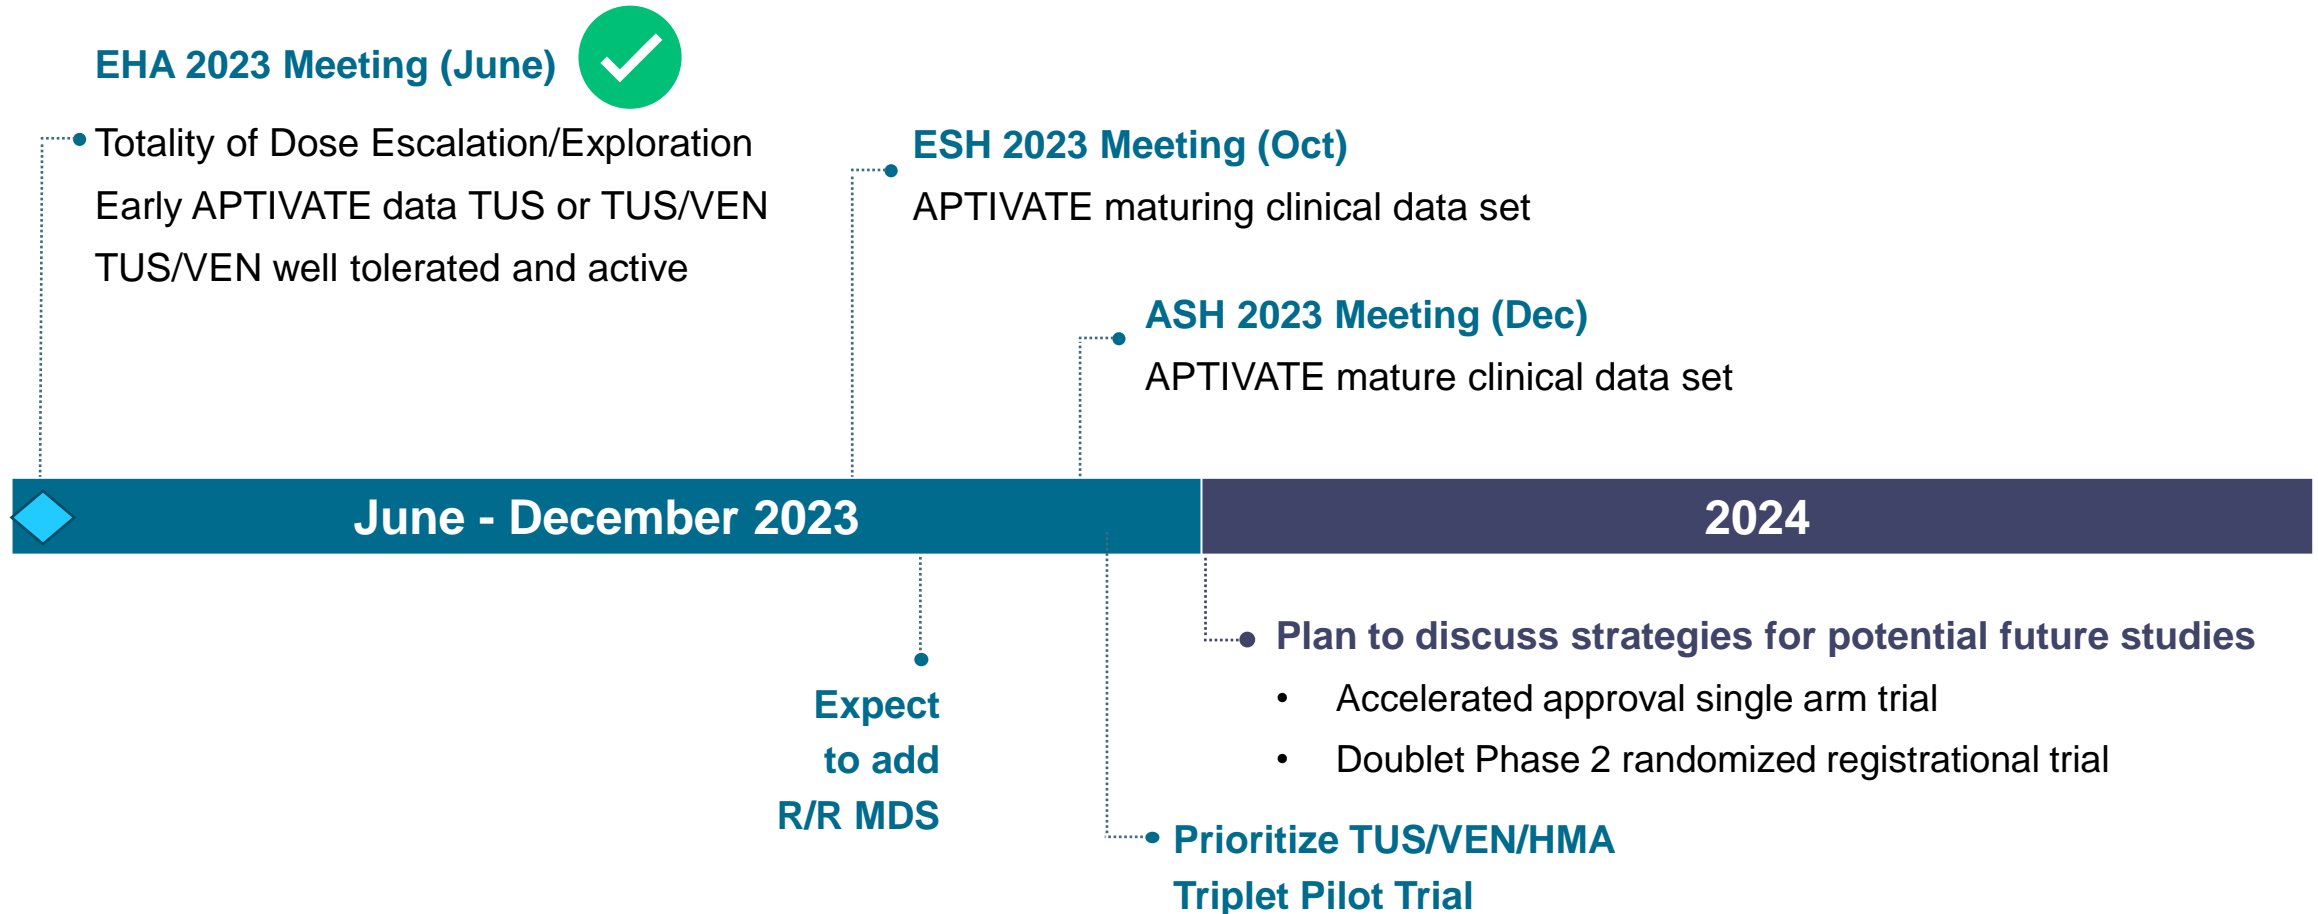 EHA 2023 Meeting (June)
Totality of Dose Escalation/Exploration
Early APTIVATE data TUS or TUS/VEN
TUS/VEN well tolerated and active
ESH 2023 Meeting (Oct)
APTIVATE maturing clinical data set
ASH 2023 Meeting (Dec)
APTIVATE mature clinical data set
June - December 2023
2024
Expect
to add
R/R MDS
Plan to discuss strategies for potential future studies
• Accelerated approval single arm trial
• Doublet Phase 2 randomized registrational trial
Prioritize TUS/VEN/HMA
Triplet Pilot Trial